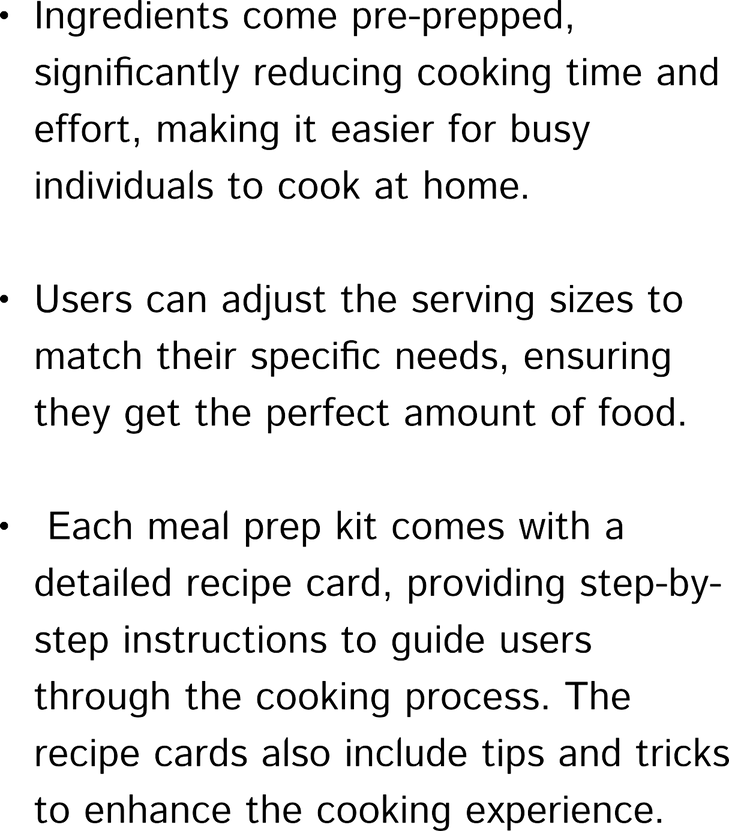 • Ingredients come pre-prepped,
significantly reducing cooking time and
effort, making it easier for busy
individuals to cook at home.
• Users can adjust the serving sizes to
match their specific needs, ensuring
they get the perfect amount of food.
• Each meal prep kit comes with a
detailed recipe card, providing step-by-
step instructions to guide users
through the cooking process. The
recipe cards also include tips and tricks
to enhance the cooking experience.